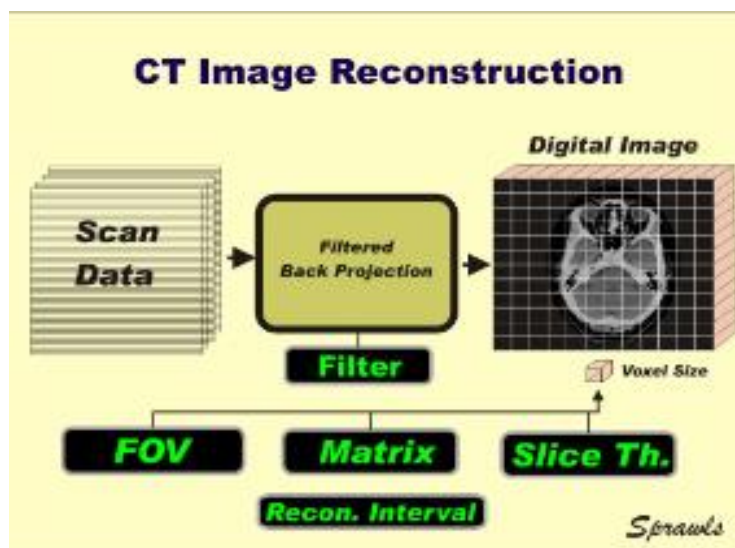 CT Image Reconstruction
Digital Image
Scan
Data
Filtered
Back Projection
Filter
Voxel Size
FOV
Matrix
Slice Th.
Recon. Interval
Sprawls